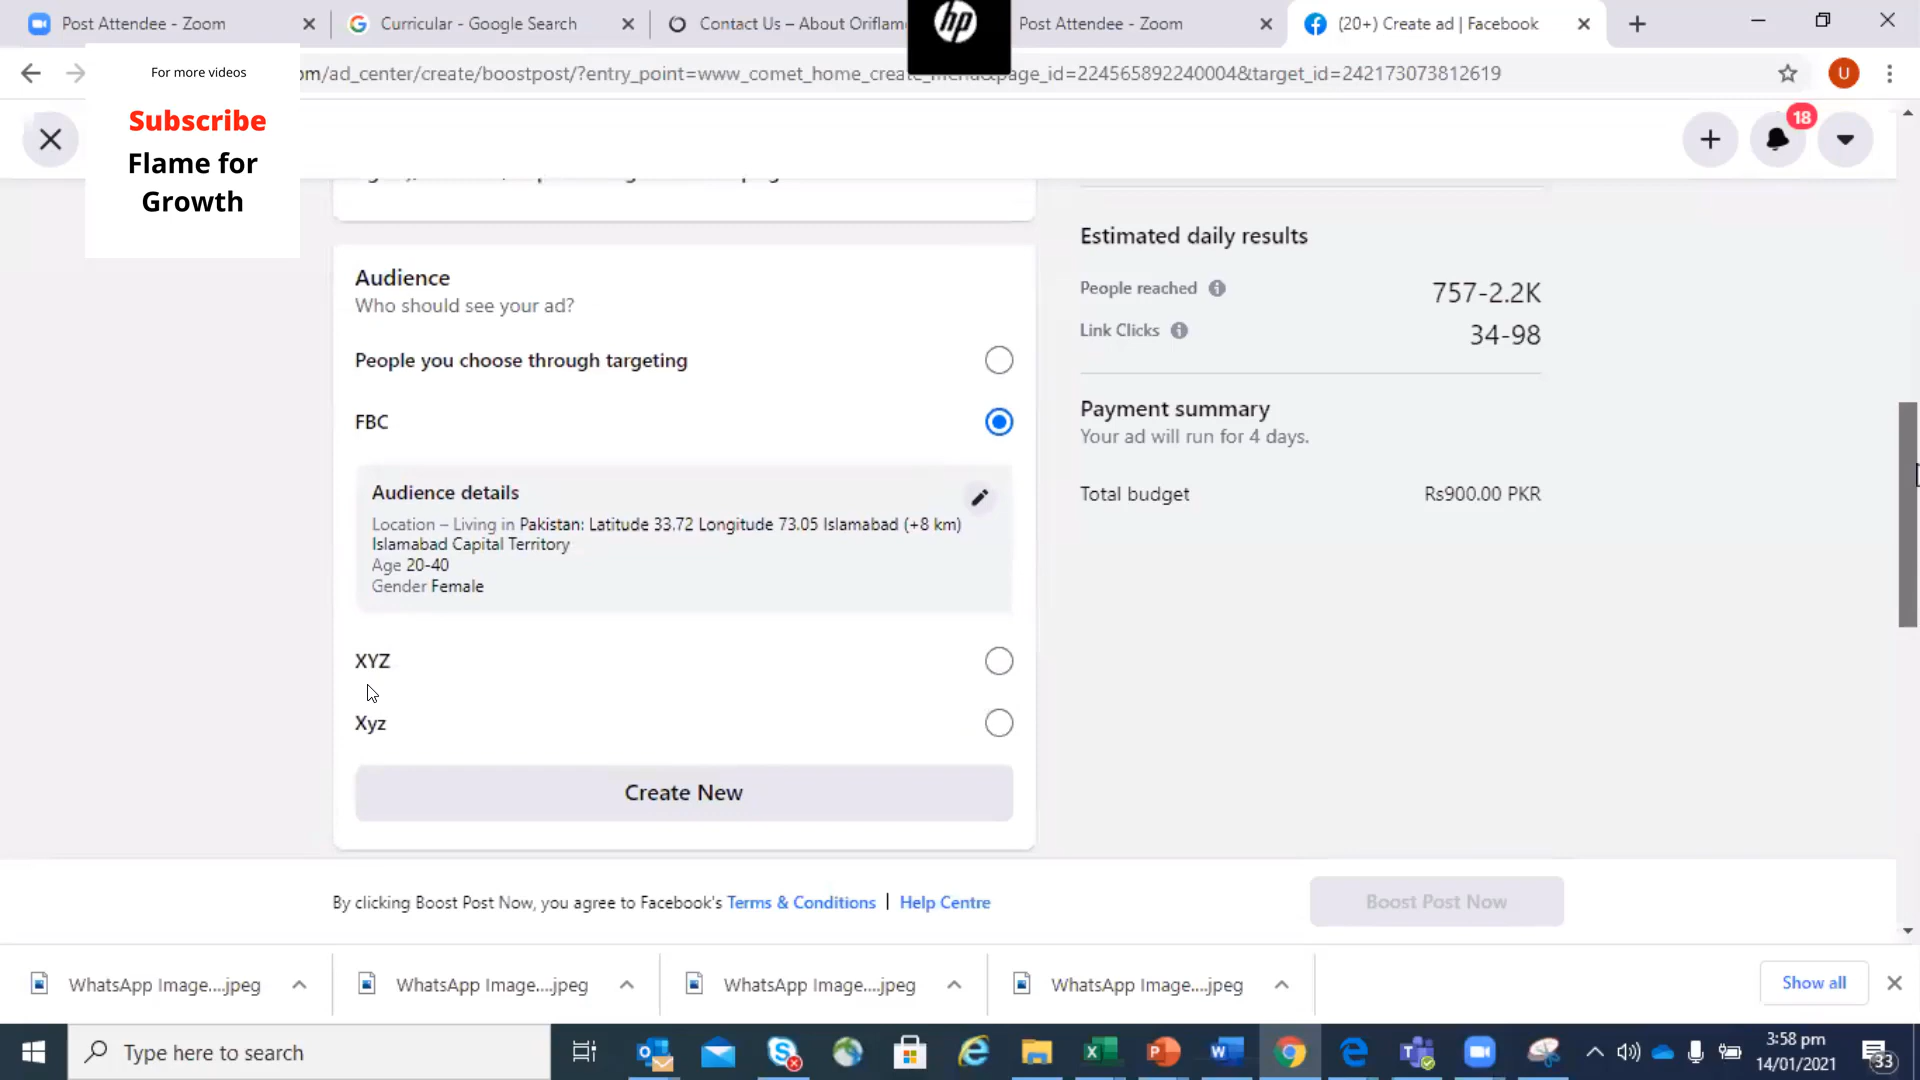 Post Attendee - Zoom
Curricular - Google Search
Contact Us – About Oriflam
hp
Post Attendee - Zoom
(20+) Create ad | Facebook
For more videos
Subscribe
Flame for
Growth
om/ad_center/create/boostpost/?entry_point=www_comet_home_create_menu&page_id=224565892240004&target_id=242173073812619
U
18
Audience
Who should see your ad?
People you choose through targeting
FBC
Audience details
Location – Living in Pakistan: Latitude 33.72 Longitude 73.05 Islamabad (+8 km)
Islamabad Capital Territory
Age 20-40
Gender Female
XYZ
Xyz
Create New
Estimated daily results
People reached 757-2.2K
Link Clicks 34-98
Payment summary
Your ad will run for 4 days.
Total budget Rs900.00 PKR
By clicking Boost Post Now, you agree to Facebook's Terms & Conditions | Help Centre
Boost Post Now
WhatsApp Image....jpeg
WhatsApp Image....jpeg
WhatsApp Image....jpeg
WhatsApp Image....jpeg
Show all
Type here to search
3:58 pm
14/01/2021
33